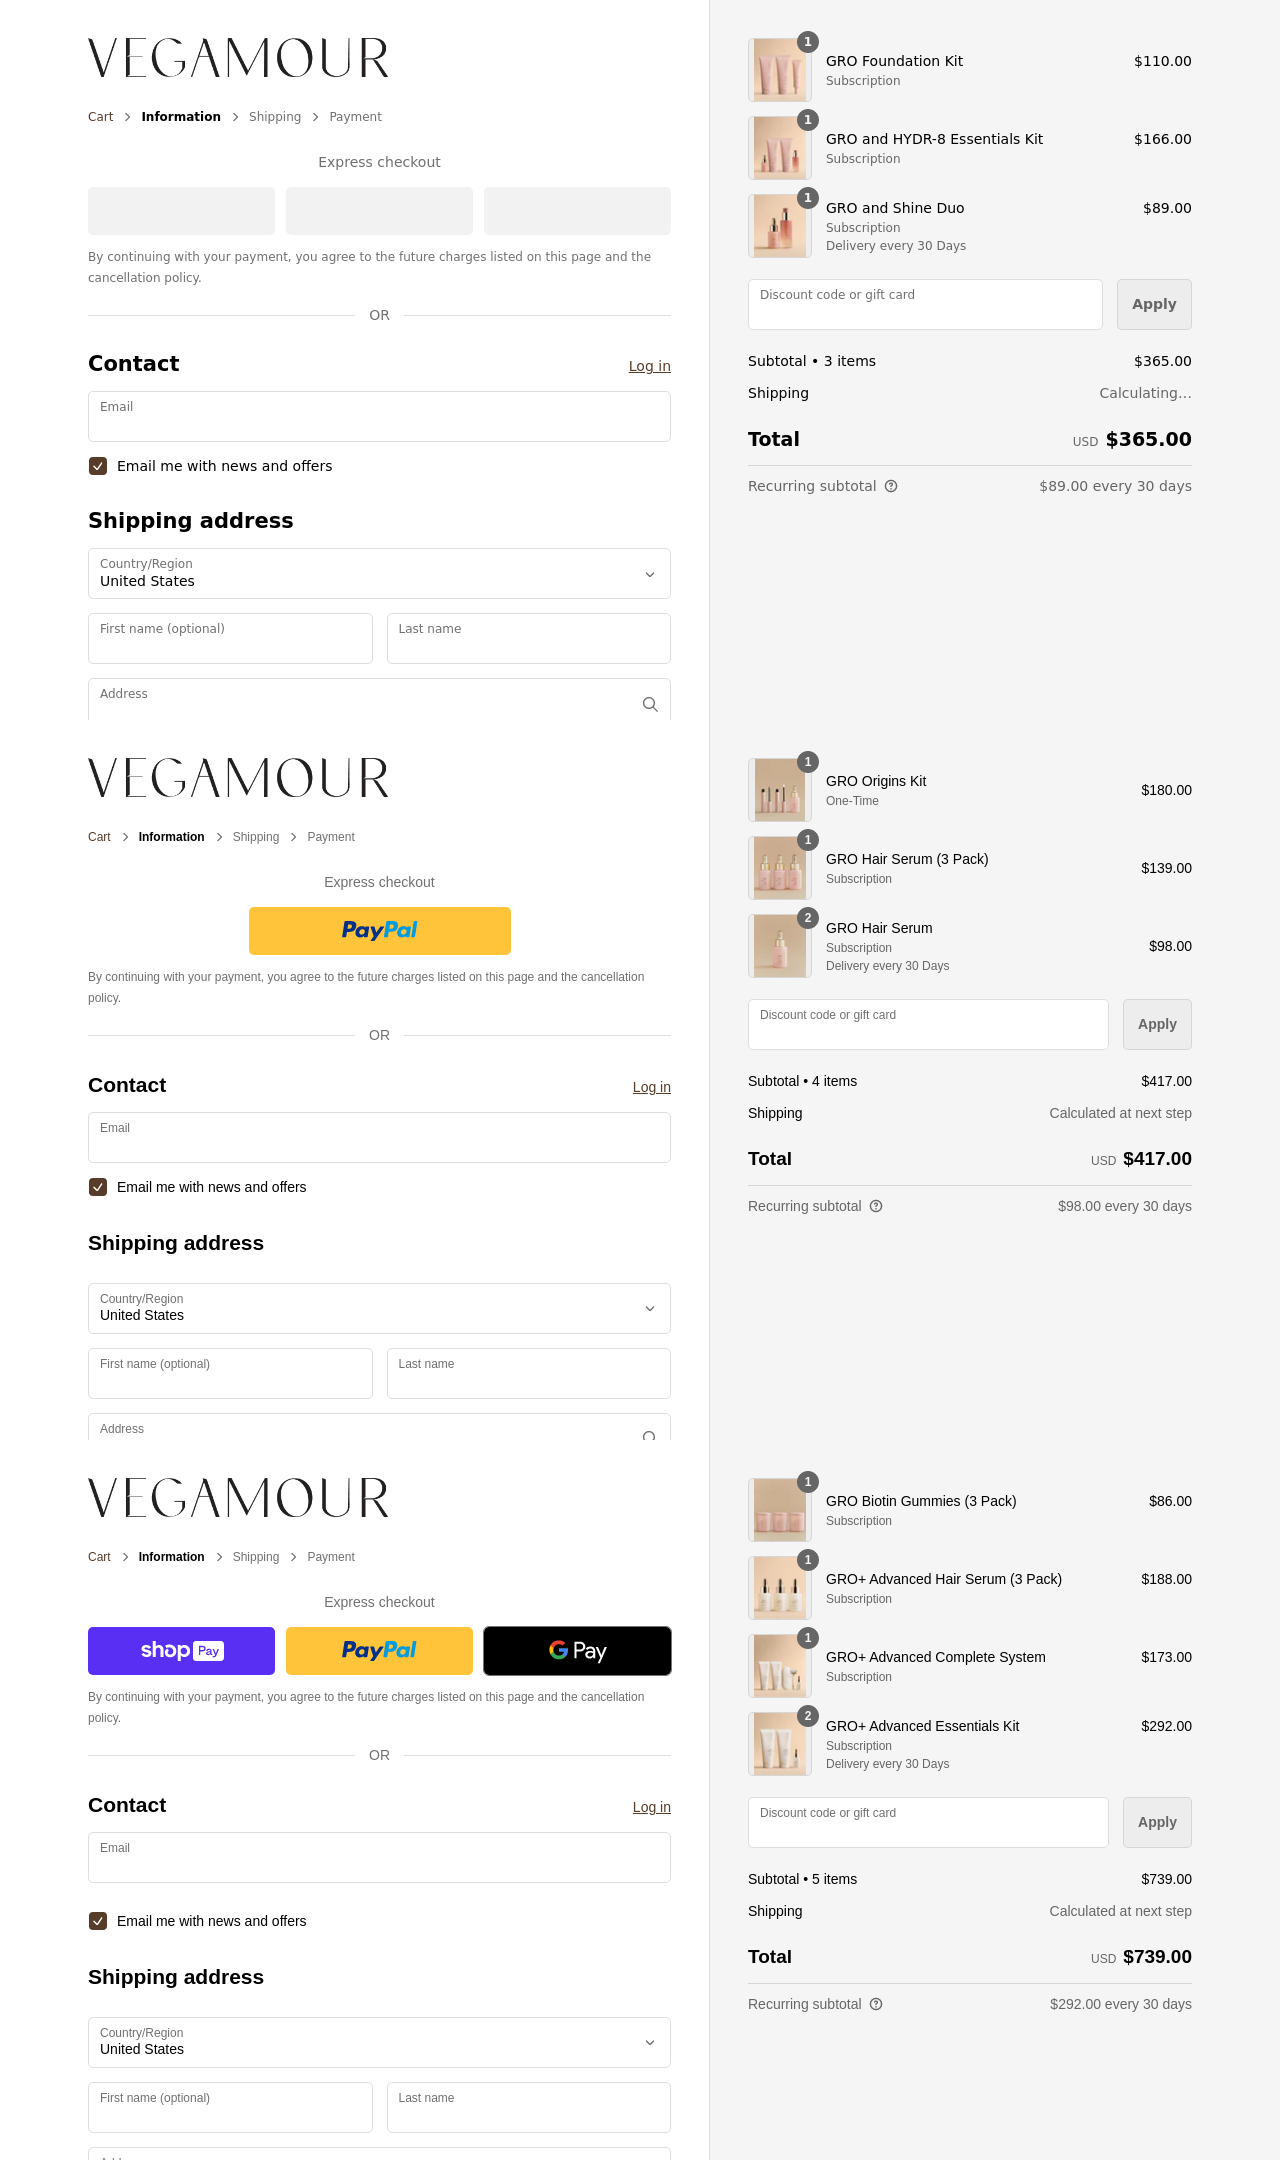 VEGAMOUR
Cart > Information > Shipping > Payment
Express checkout
By continuing with your payment, you agree to the future charges listed on this page and the
cancellation policy.
OR
Contact
Log in
Email
Email me with news and offers
Shipping address
Country/Region
United States
First name (optional)
Last name
Address
1
GRO Foundation Kit
Subscription
$110.00
1
GRO and HYDR-8 Essentials Kit
Subscription
$166.00
1
GRO and Shine Duo
Subscription
Delivery every 30 Days
$89.00
Discount code or gift card
Apply
Subtotal • 3 items
$365.00
Shipping
Calculating...
Total
USD $365.00
Recurring subtotal
$89.00 every 30 days
VEGAMOUR
Cart > Information > Shipping > Payment
Express checkout
PayPal
By continuing with your payment, you agree to the future charges listed on this page and the cancellation
policy.
OR
Contact
Log in
Email
Email me with news and offers
Shipping address
Country/Region
United States
First name (optional)
Last name
Address
1
GRO Origins Kit
One-Time
$180.00
1
GRO Hair Serum (3 Pack)
Subscription
$139.00
2
GRO Hair Serum
Subscription
Delivery every 30 Days
$98.00
Discount code or gift card
Apply
Subtotal • 4 items
$417.00
Shipping
Calculated at next step
Total
USD $417.00
Recurring subtotal
$98.00 every 30 days
VEGAMOUR
Cart > Information > Shipping > Payment
Express checkout
shop Pay
PayPal
G Pay
By continuing with your payment, you agree to the future charges listed on this page and the cancellation
policy.
OR
Contact
Log in
Email
Email me with news and offers
Shipping address
Country/Region
United States
First name (optional)
Last name
1
GRO Biotin Gummies (3 Pack)
Subscription
$86.00
1
GRO+ Advanced Hair Serum (3 Pack)
Subscription
$188.00
1
GRO+ Advanced Complete System
Subscription
$173.00
2
GRO+ Advanced Essentials Kit
Subscription
Delivery every 30 Days
$292.00
Discount code or gift card
Apply
Subtotal • 5 items
$739.00
Shipping
Calculated at next step
Total
USD $739.00
Recurring subtotal
$292.00 every 30 days